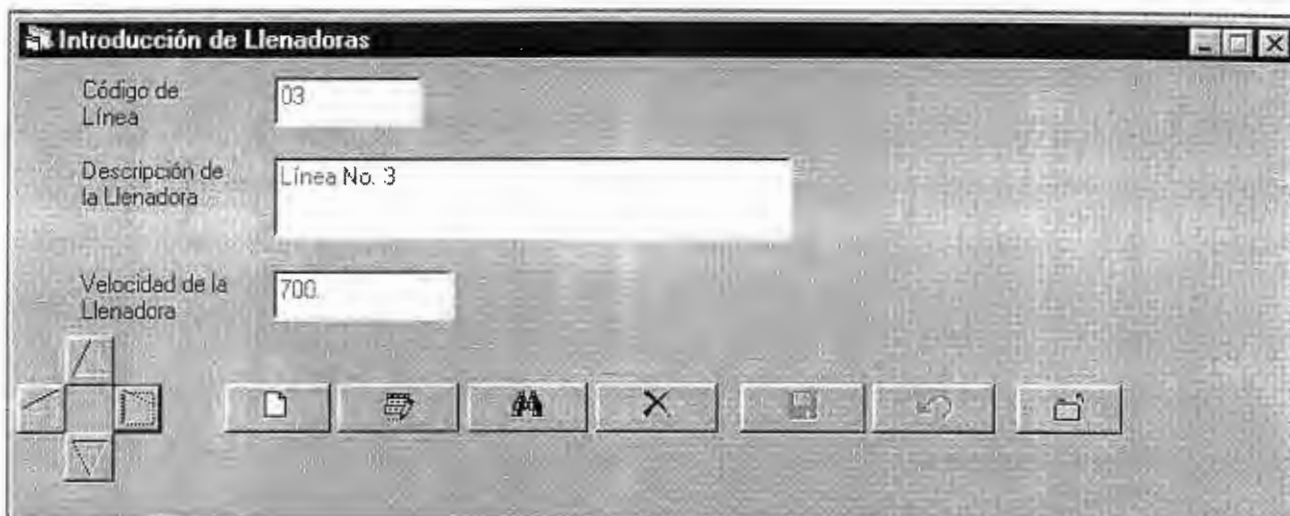 Introducción de Llenadoras
Código de
Línea
03
Descripción de
la Llenadora
Línea No. 3
Velocidad de la
Llenadora
700.